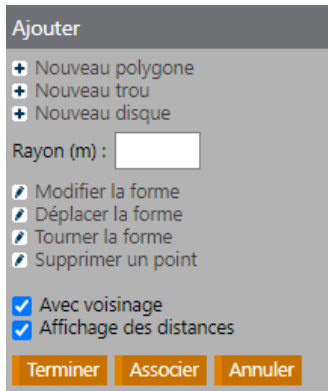 Ajouter
Nouveau polygone
Nouveau trou
Nouveau disque
Rayon (m) :
Modifier la forme
Déplacer la forme
Tourner la forme
Supprimer un point
Avec voisinage
Affichage des distances
Terminer Associer Annuler